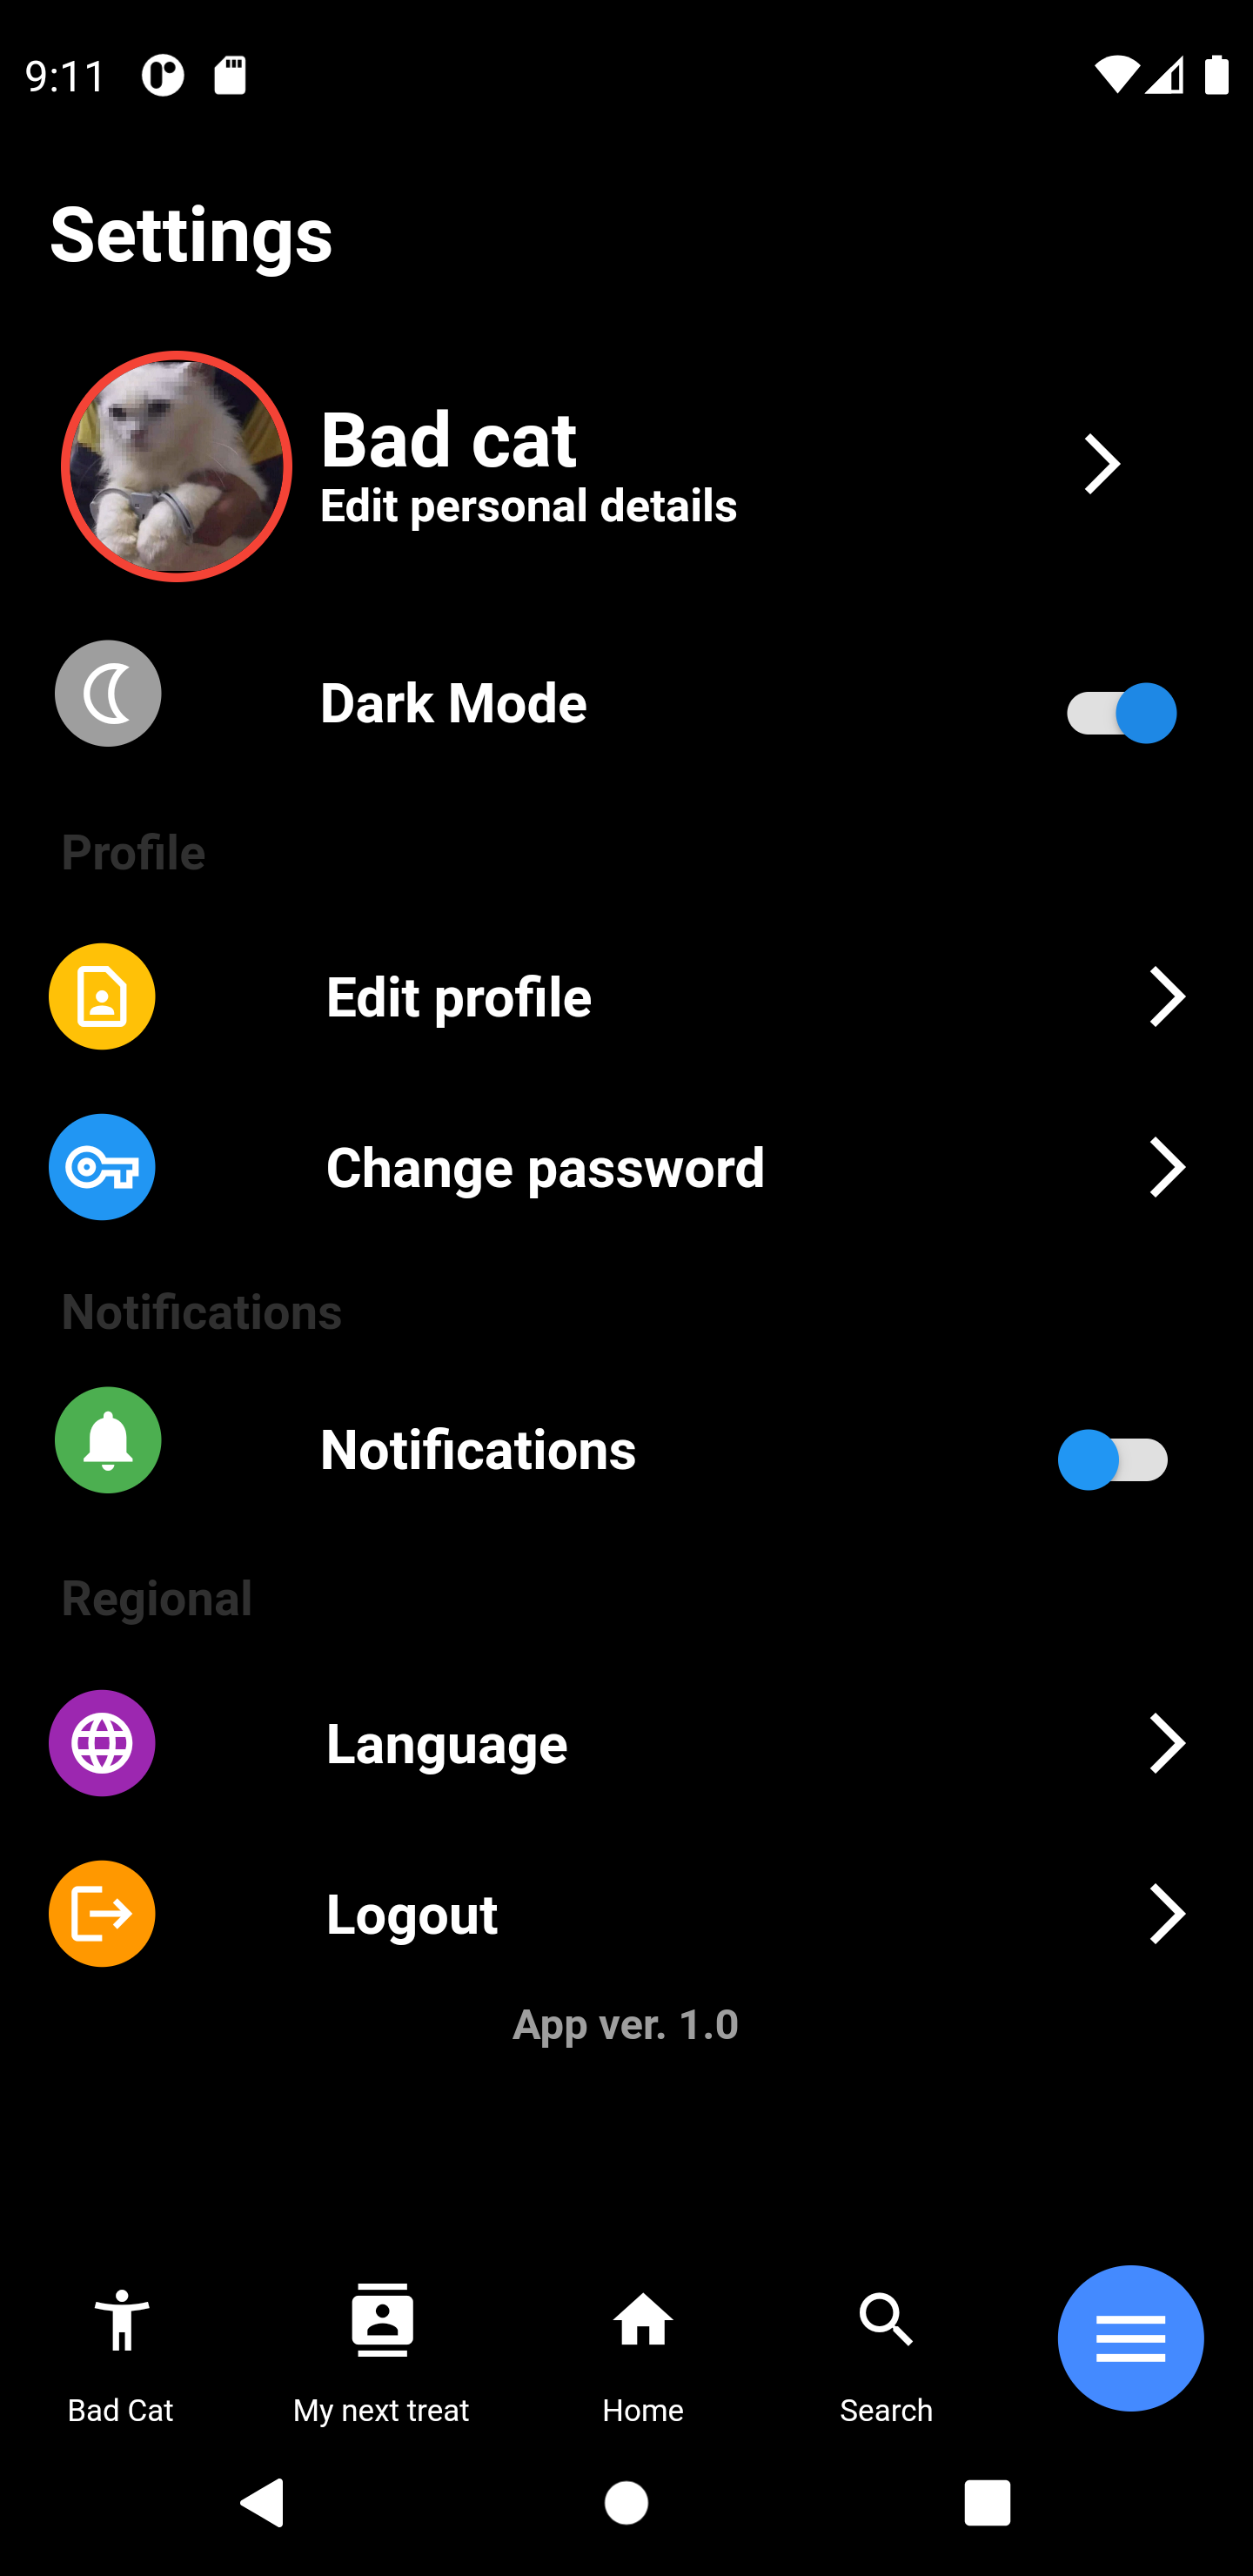 9:11
Settings
Bad cat
Edit personal details
Dark Mode
Profile
Edit profile
Change password
Notifications
Notifications
Regional
Language
Logout
App ver. 1.0
Bad Cat
My next treat
Home
Search